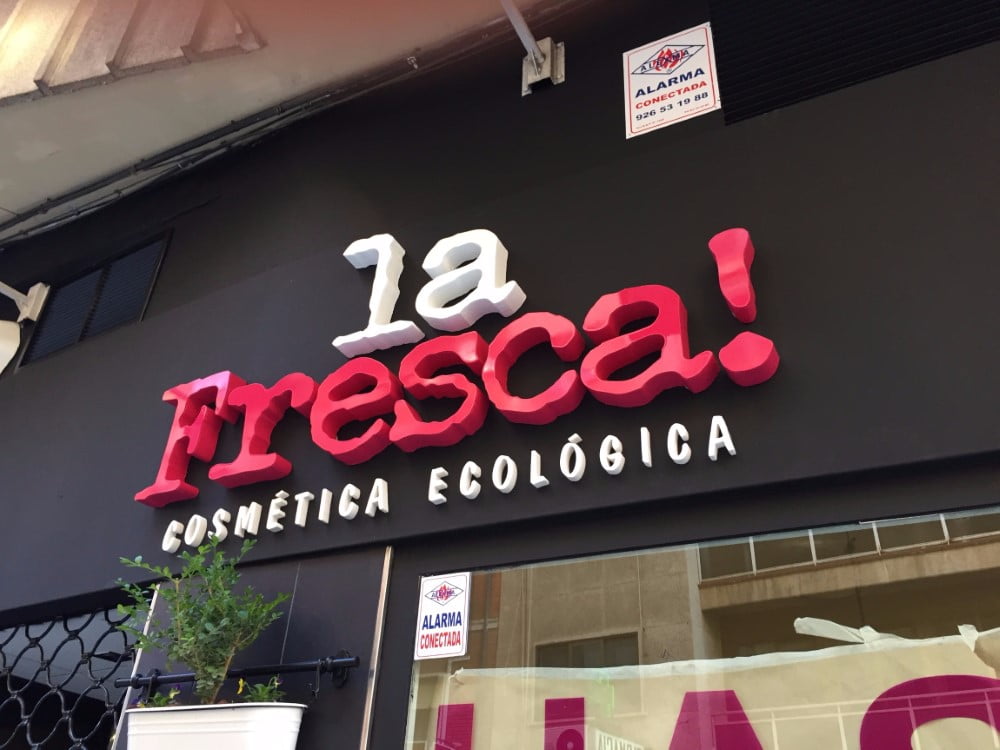 ALARMA
CONECTADA
926 53 19 88
la
Fresca!
COSMÉTICA ECOLÓGICA
ALARMA
CONECTADA